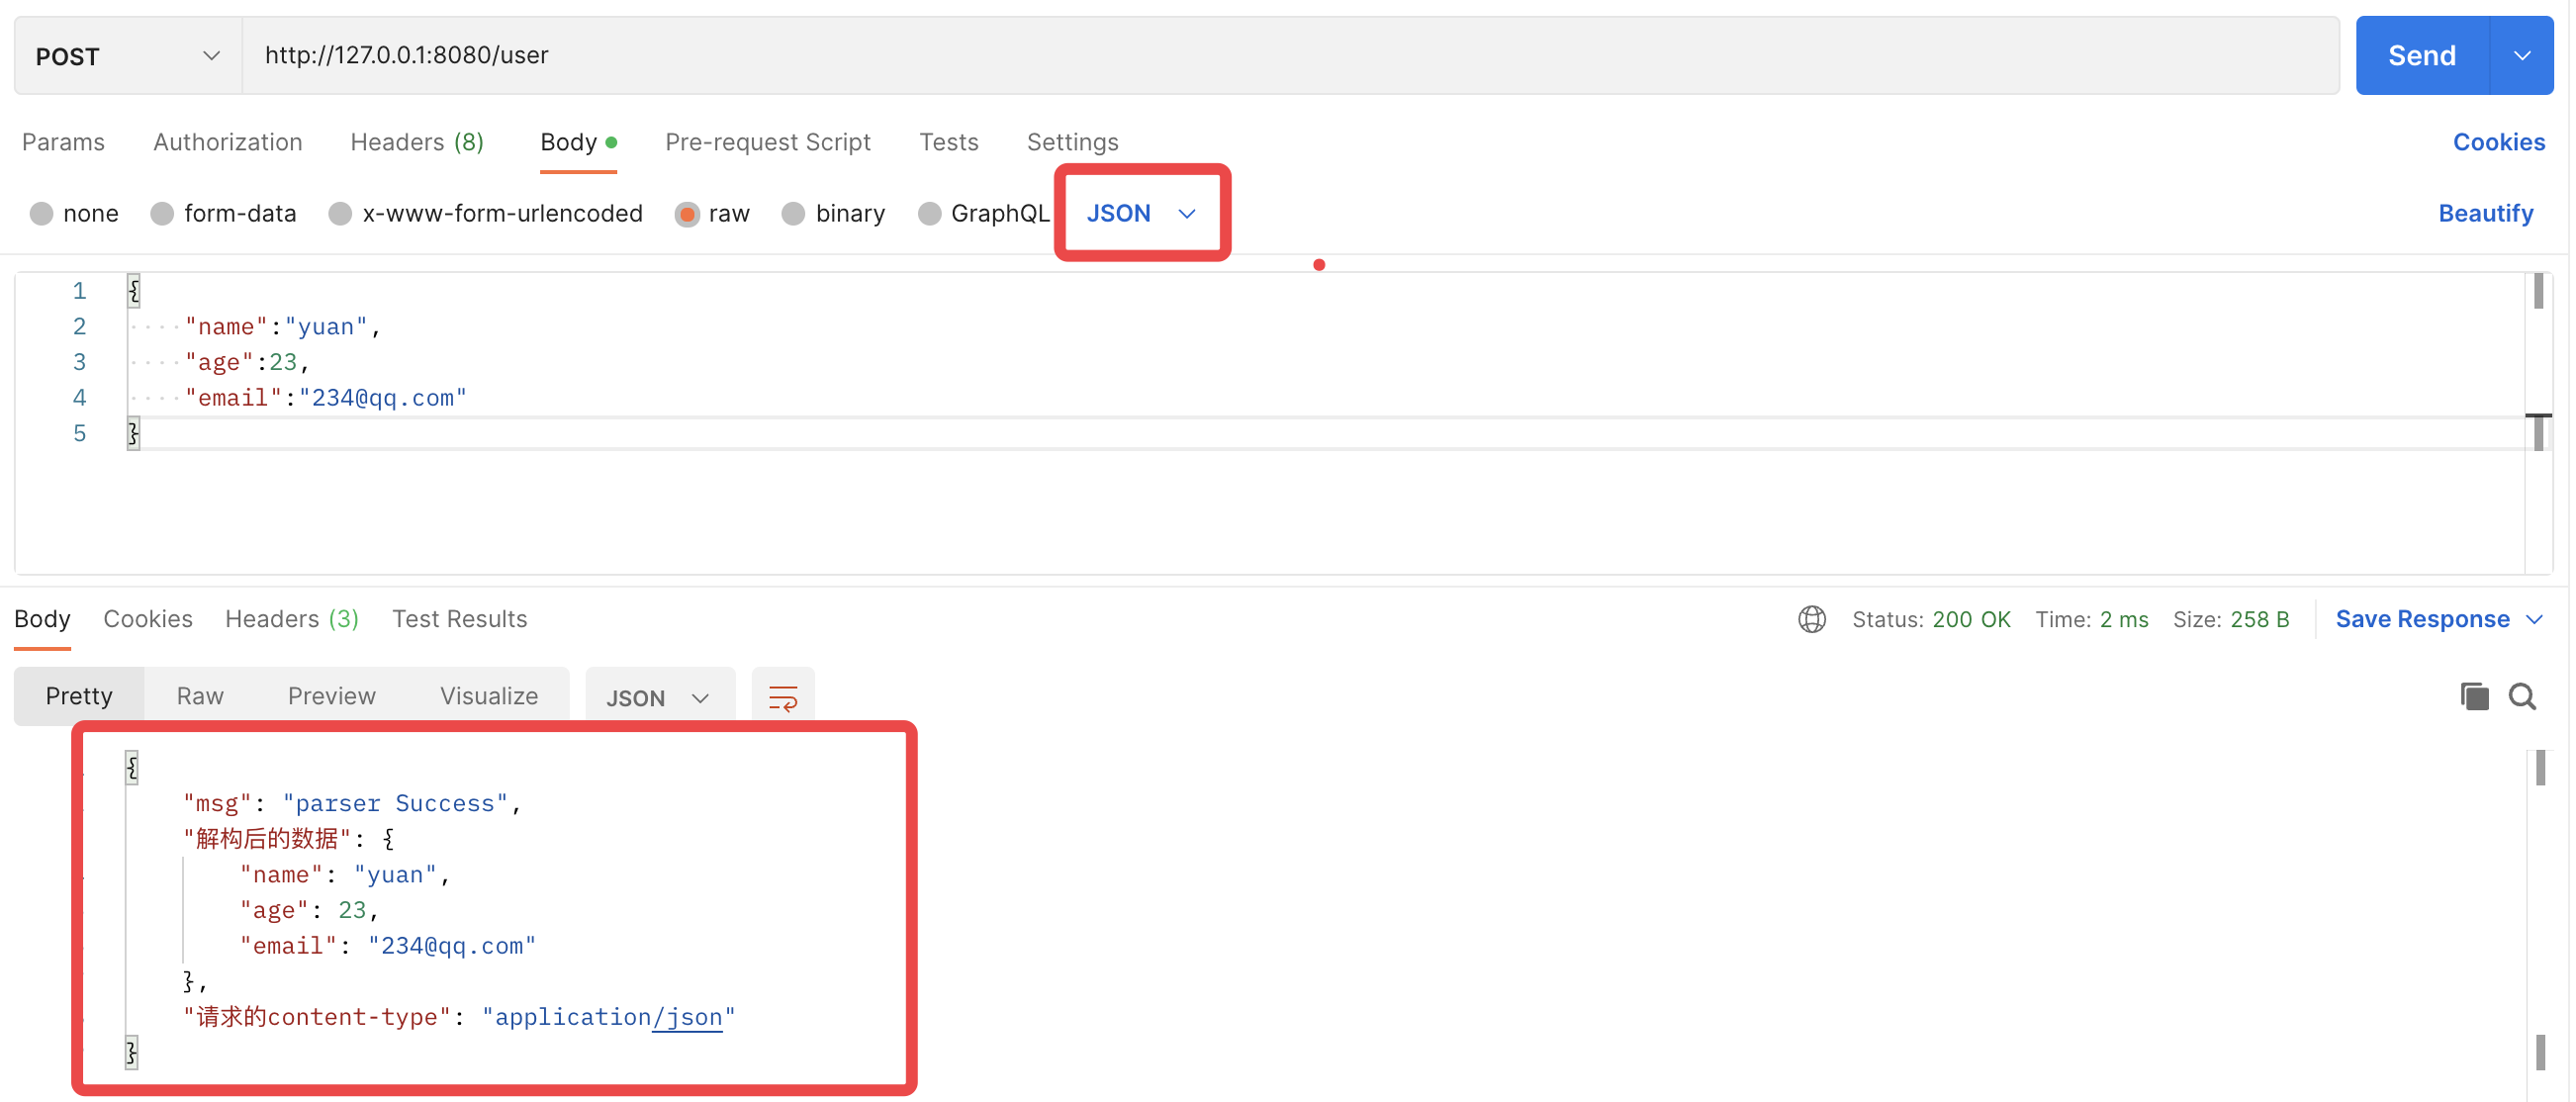 POST http://127.0.0.1:8080/user Send
Params Authorization Headers (8) Body Pre-request Script Tests Settings Cookies
none form-data x-www-form-urlencoded raw binary GraphQL JSON Beautify
1 {
2 "name":"yuan",
3 "age":23,
4 "email":"234@qq.com"
5 }
Body Cookies Headers (3) Test Results Status: 200 OK Time: 2 ms Size: 258 B Save Response
Pretty Raw Preview Visualize JSON
{
"msg": "parser Success",
"解构后的数据": {
"name": "yuan",
"age": 23,
"email": "234@qq.com"
},
"请求的content-type": "application/json"
}